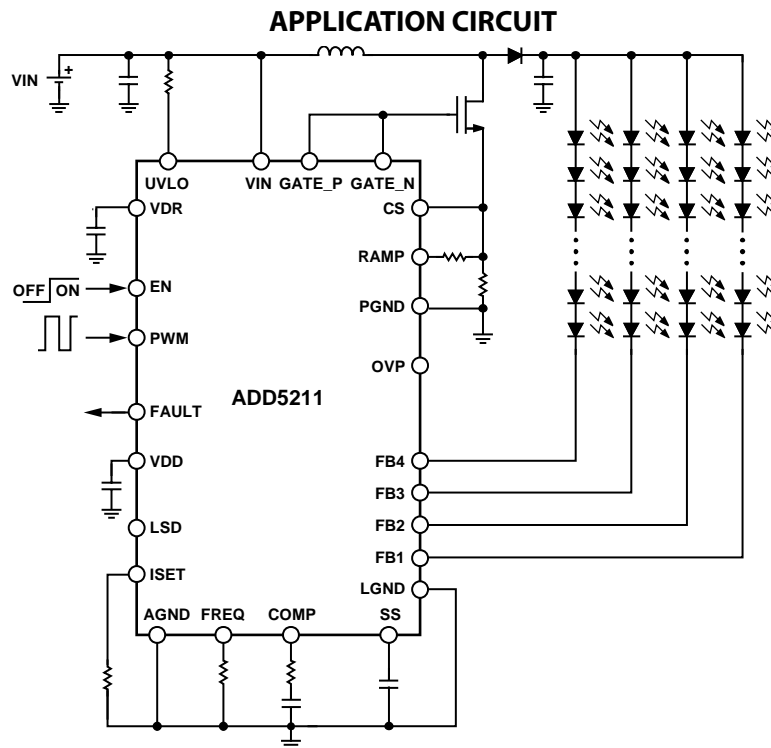 APPLICATION CIRCUIT
VIN
+
UVLO VIN GATE_P GATE_N
VDR CS
RAMP
OFF ON EN
PGND
PWM
OVP
ADD5211
FAULT
VDD FB4
FB3
LSD FB2
FB1
ISET
LGND
AGND FREQ COMP SS